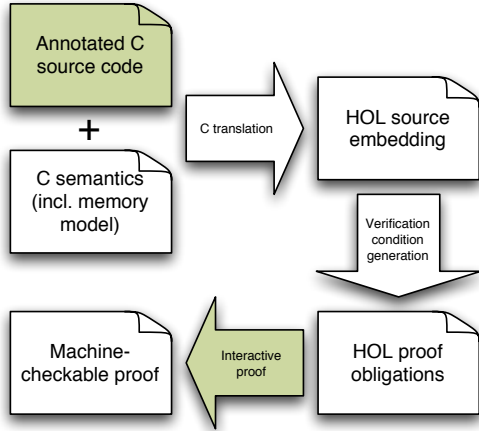 Annotated C
source code
+
C semantics
(incl. memory
model)
C translation
HOL source
embedding
Verification
condition
generation
HOL proof
obligations
Interactive
proof
Machine-
checkable proof